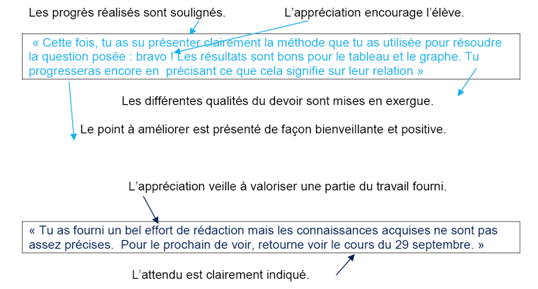 Les progrès réalisés sont soulignés. L’appréciation encourage l’élève.
« Cette fois, tu as su présenter clairement la méthode que tu as utilisée pour résoudre
la question posée : bravo ! Les résultats sont bons pour le tableau et le graphe. Tu
progresseras encore en précisant ce que cela signifie sur leur relation »
Les différentes qualités du devoir sont mises en exergue.
Le point à améliorer est présenté de façon bienveillante et positive.
L’appréciation veille à valoriser une partie du travail fourni.
« Tu as fourni un bel effort de rédaction mais les connaissances acquises ne sont pas
assez précises. Pour le prochain de voir, retourne voir le cours du 29 septembre. »
L’attendu est clairement indiqué.